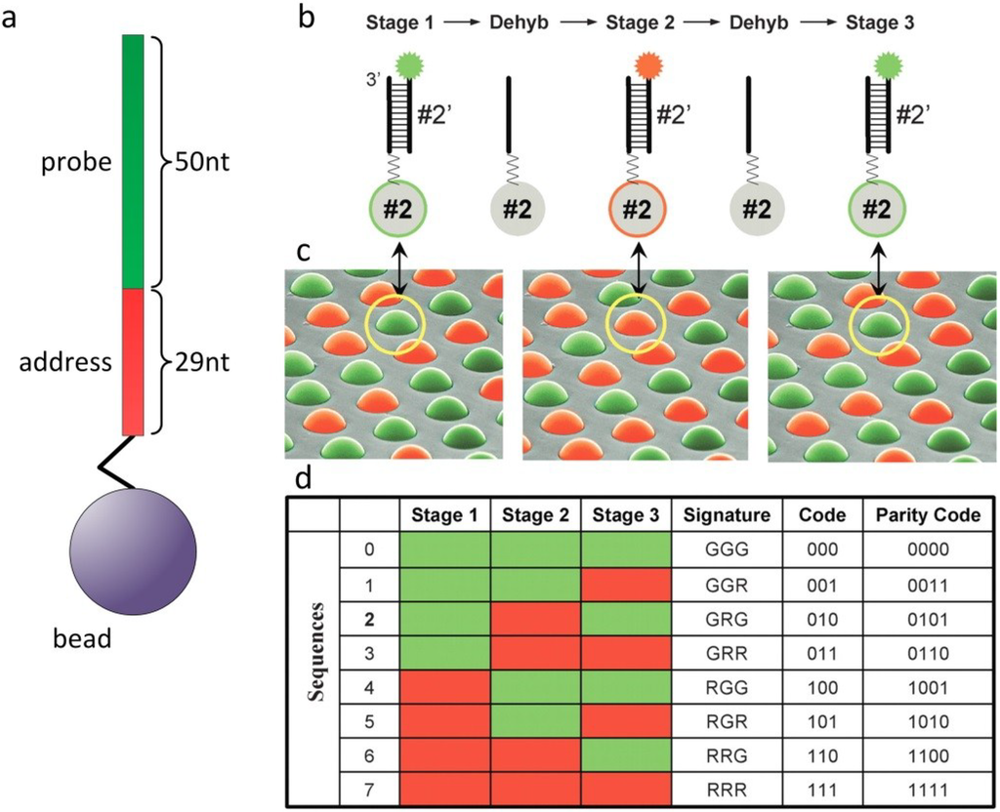 a
probe
50nt
address
29nt
bead
b
Stage 1 → Dehyb → Stage 2 → Dehyb → Stage 3
3’
#2’
#2’
#2’
#2
#2
#2
#2
#2
c
d
Stage 1 Stage 2 Stage 3 Signature Code Parity Code
Sequences
0 GGG 000 0000
1 GGR 001 0011
2 GRG 010 0101
3 GRR 011 0110
4 RGG 100 1001
5 RGR 101 1010
6 RRG 110 1100
7 RRR 111 1111